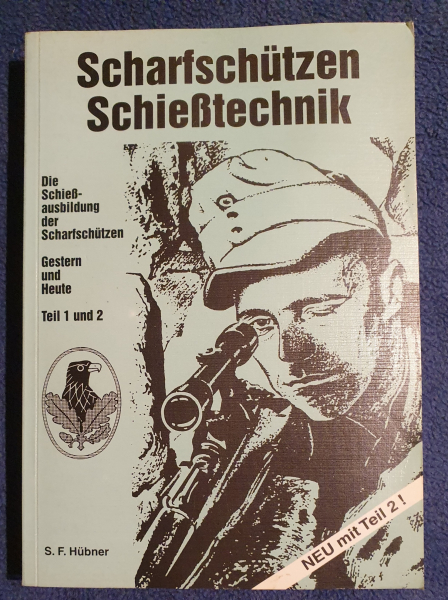 Scharfschützen
Schießtechnik
Die
Schieß-
ausbildung
der
Scharfschützen
Gestern
und
Heute
Teil 1 und 2
S. F. Hübner
NEU mit Teil 2!